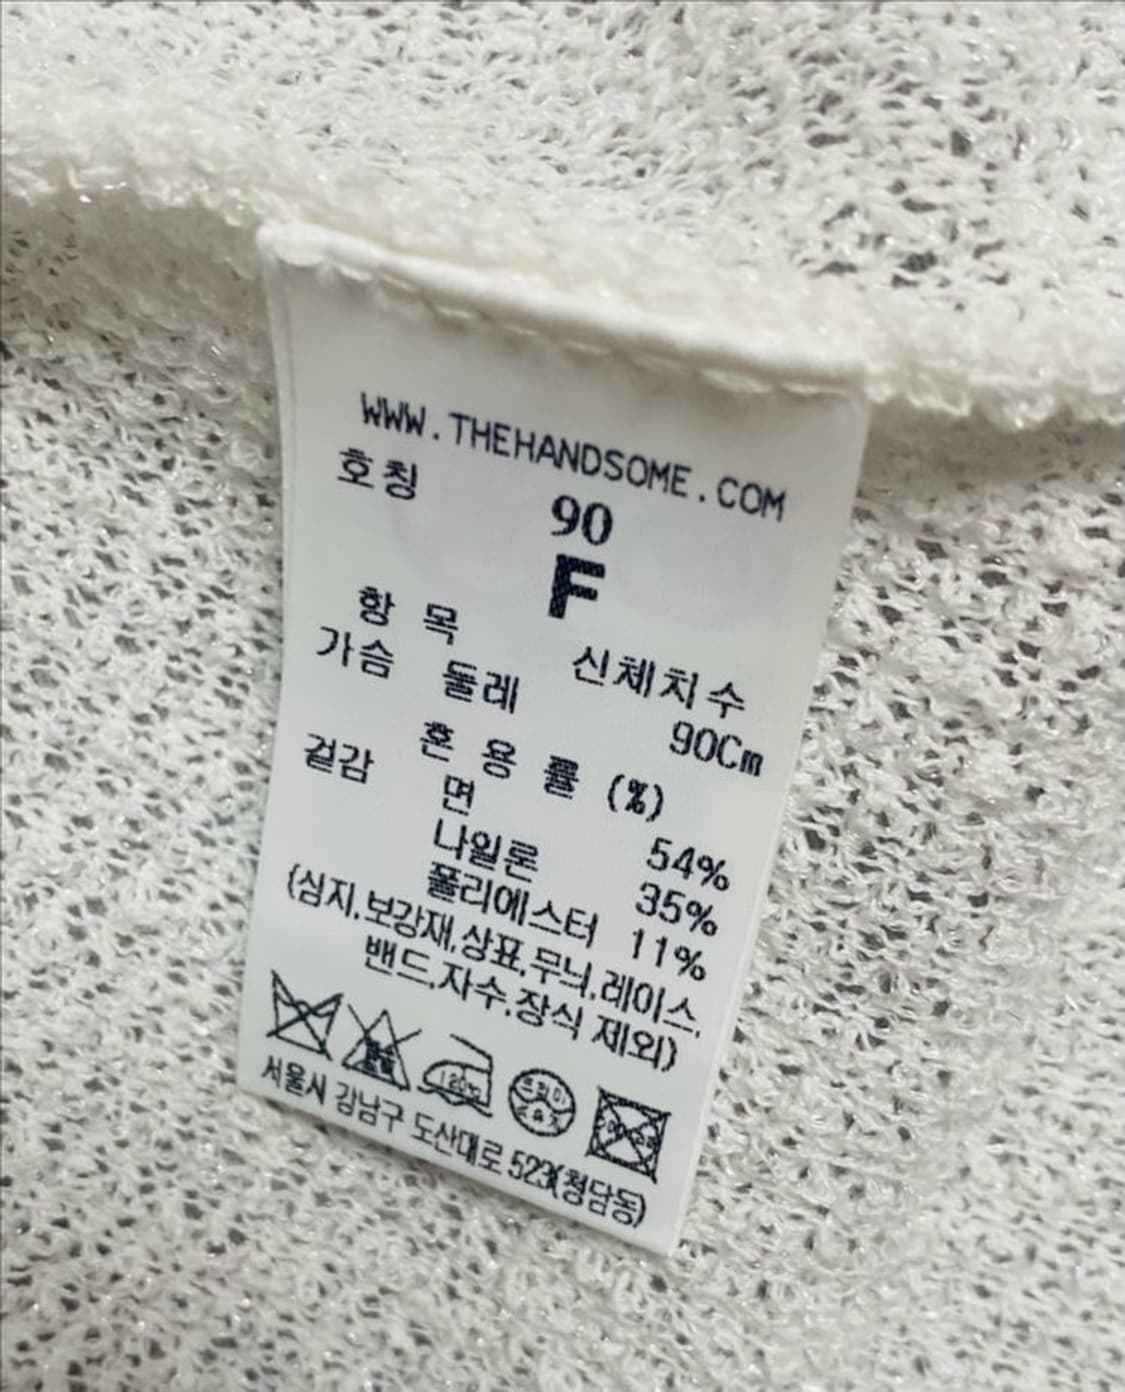 WWW.THEHANDSOME.COM
호칭 90
F
항 목 신체치수
가슴 둘레 90Cm
혼 용 률 (%)
겉감 면 54%
나일론 35%
폴리에스터 11%
(심지,보강재,상표,무늬,레이스,
밴드,자수,장식 제외)
서울시 강남구 도산대로 523(청담동)